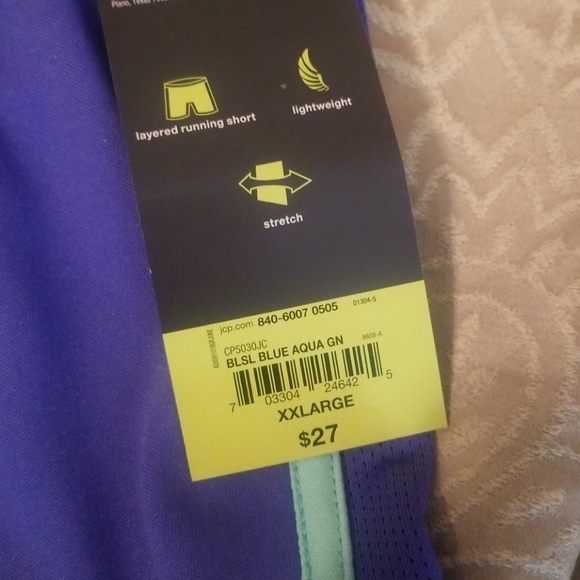 Plano, Texas
layered running short
lightweight
stretch
jcp.com 840-6007 0505 01304-5
CP5030JC 8608-A
BLSL BLUE AQUA GN
7 03304 24642 5
XXLARGE
$27